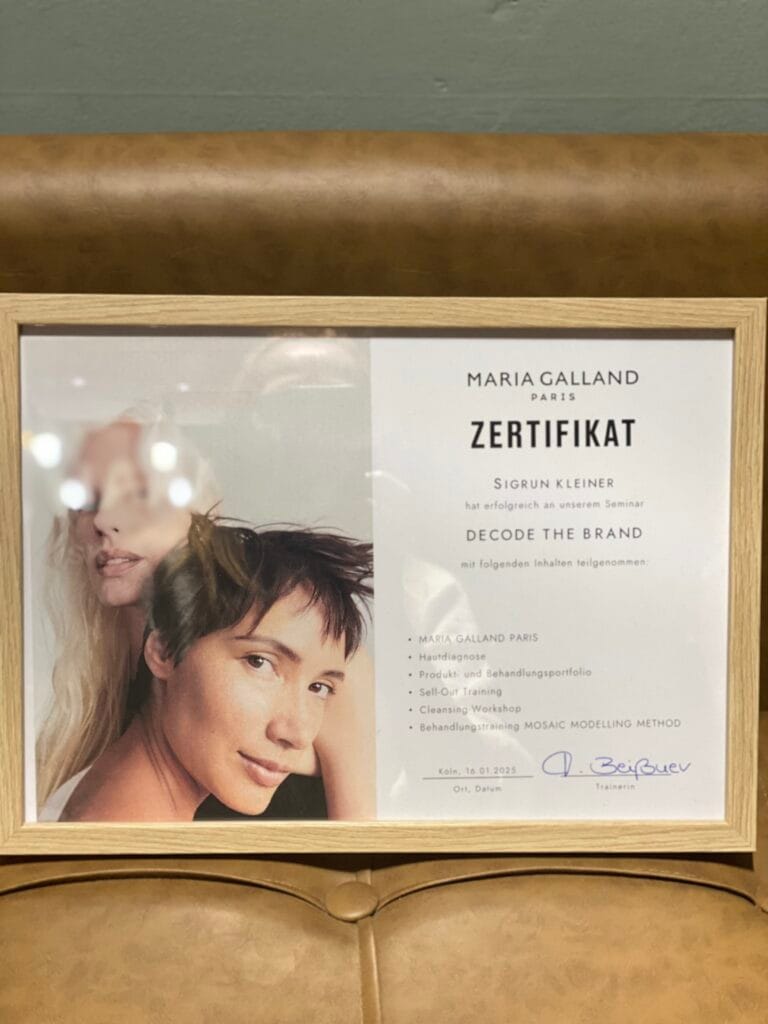 MARIA GALLAND
PARIS
ZERTIFIKAT
SIGRUN KLEINER
hat erfolgreich an unserem Seminar
DECODE THE BRAND
mit folgenden Inhalten teilgenommen:
• MARIA GALLAND PARIS
• Hautdiagnose
• Produkt- und Behandlungsportfolio
• Sell-Out Training
• Cleansing Workshop
• Behandlungstraining MOSAIC MODELLING METHOD
Köln, 16.01.2025
Ort, Datum
Trainerin